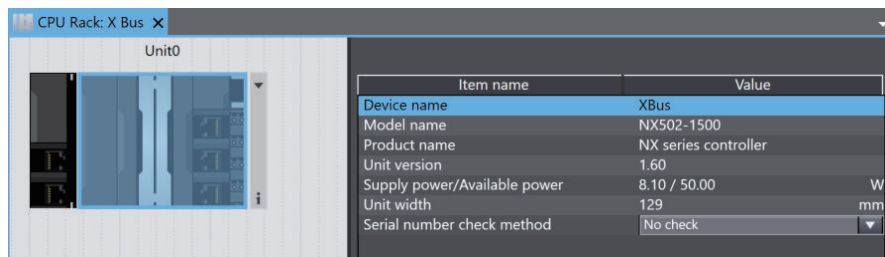 CPU Rack: X Bus
Unit0
Item name Value
Device name XBus
Model name NX502-1500
Product name NX series controller
Unit version 1.60
Supply power/Available power 8.10 / 50.00 W
Unit width 129 mm
Serial number check method No check